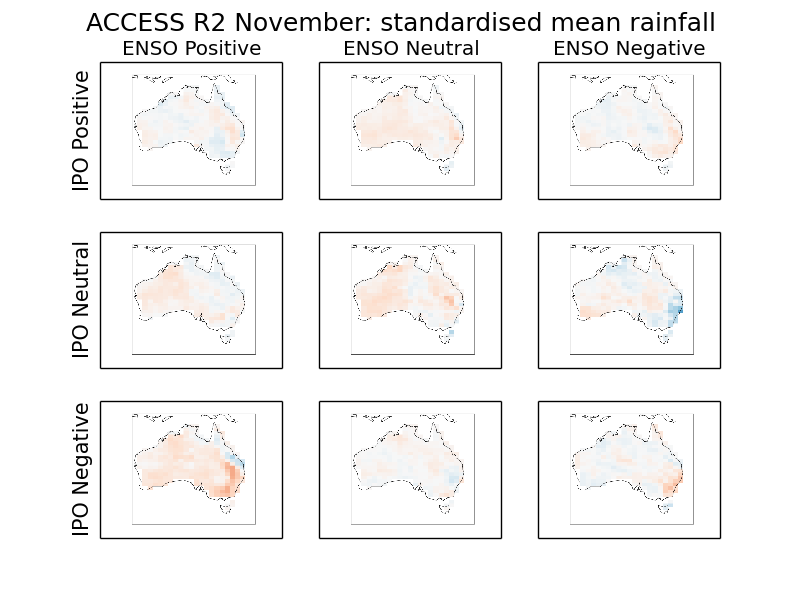 ACCESS R2 November: standardised mean rainfall
ENSO Positive
ENSO Neutral
ENSO Negative
IPO Positive
IPO Neutral
IPO Negative